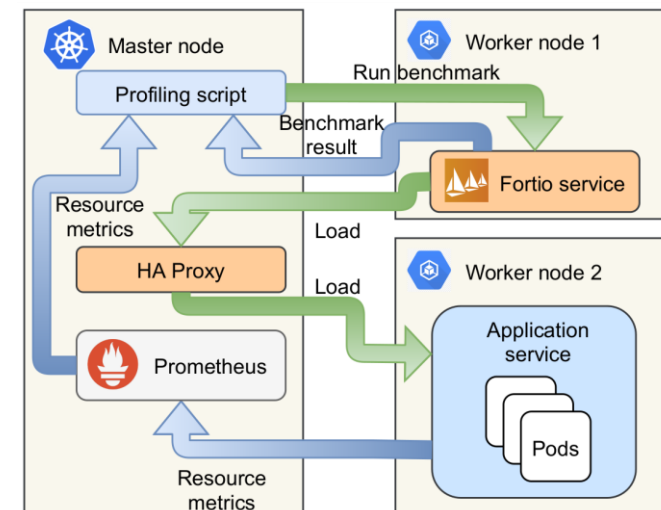 Master node
Worker node 1
Profiling script
Run benchmark
Benchmark
result
Fortio service
Resource
metrics
Load
HA Proxy
Load
Worker node 2
Application
service
Prometheus
Pods
Resource
metrics